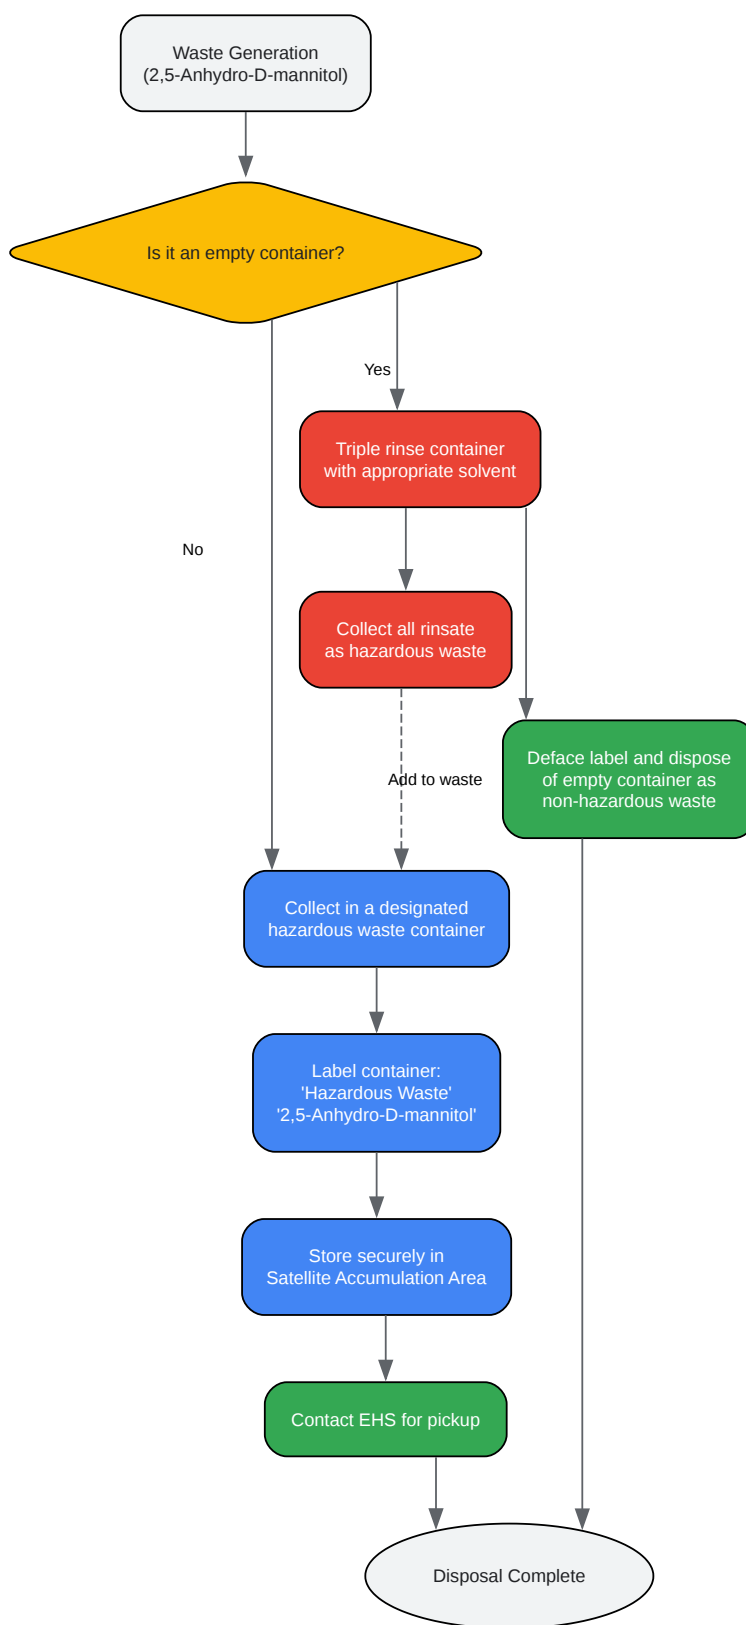 Waste Generation
(2,5-Anhydro-D-mannitol)
Is it an empty container?
Yes
Triple rinse container
with appropriate solvent
No
Collect all rinsate
as hazardous waste
Deface label and dispose
of empty container as
non-hazardous waste
Add to waste
Collect in a designated
hazardous waste container
Label container:
'Hazardous Waste'
'2,5-Anhydro-D-mannitol'
Store securely in
Satellite Accumulation Area
Contact EHS for pickup
Disposal Complete